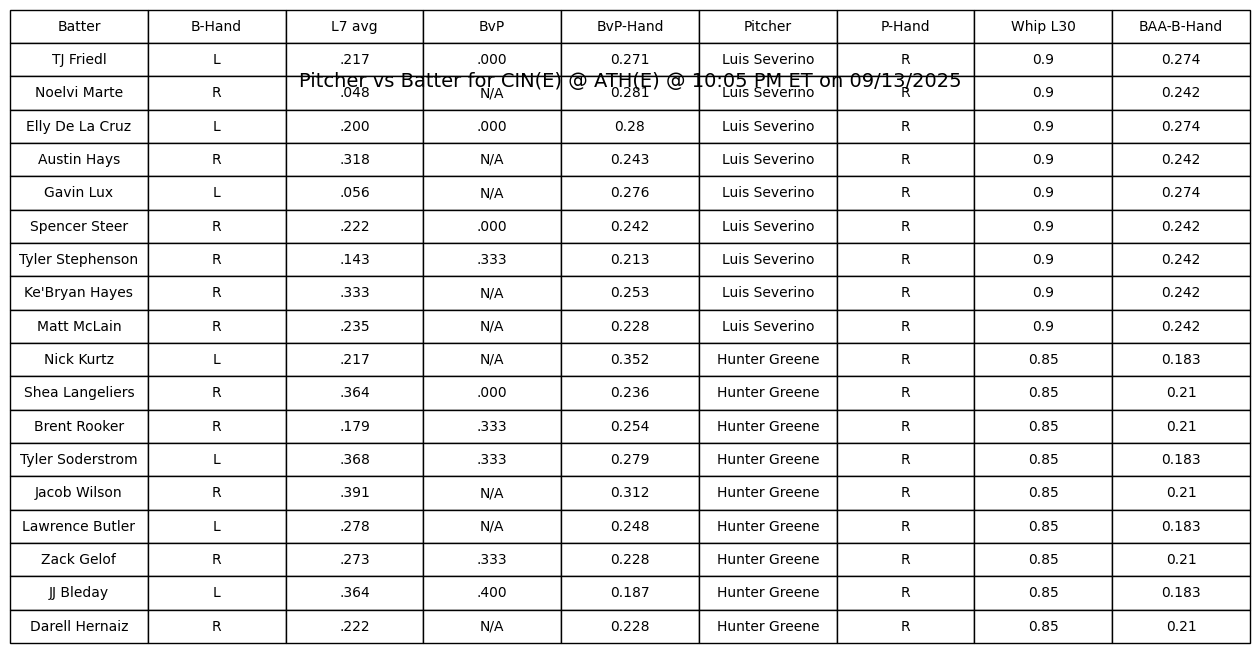 Batter B-Hand L7 avg BvP BvP-Hand Pitcher P-Hand Whip L30 BAA-B-Hand
TJ Friedl L .217 .000 0.271 Luis Severino R 0.9 0.274
Pitcher vs Batter for CIN(E) @ ATH(E) @ 10:05 PM ET on 09/13/2025
Noelvi Marte R .048 N/A 0.281 Luis Severino R 0.9 0.242
Elly De La Cruz L .200 .000 0.28 Luis Severino R 0.9 0.274
Austin Hays R .318 N/A 0.243 Luis Severino R 0.9 0.242
Gavin Lux L .056 N/A 0.276 Luis Severino R 0.9 0.274
Spencer Steer R .222 .000 0.242 Luis Severino R 0.9 0.242
Tyler Stephenson R .143 .333 0.213 Luis Severino R 0.9 0.242
Ke'Bryan Hayes R .333 N/A 0.253 Luis Severino R 0.9 0.242
Matt McLain R .235 N/A 0.228 Luis Severino R 0.9 0.242
Nick Kurtz L .217 N/A 0.352 Hunter Greene R 0.85 0.183
Shea Langeliers R .364 .000 0.236 Hunter Greene R 0.85 0.21
Brent Rooker R .179 .333 0.254 Hunter Greene R 0.85 0.21
Tyler Soderstrom L .368 .333 0.279 Hunter Greene R 0.85 0.183
Jacob Wilson R .391 N/A 0.312 Hunter Greene R 0.85 0.21
Lawrence Butler L .278 N/A 0.248 Hunter Greene R 0.85 0.183
Zack Gelof R .273 .333 0.228 Hunter Greene R 0.85 0.21
JJ Bleday L .364 .400 0.187 Hunter Greene R 0.85 0.183
Darell Hernaiz R .222 N/A 0.228 Hunter Greene R 0.85 0.21